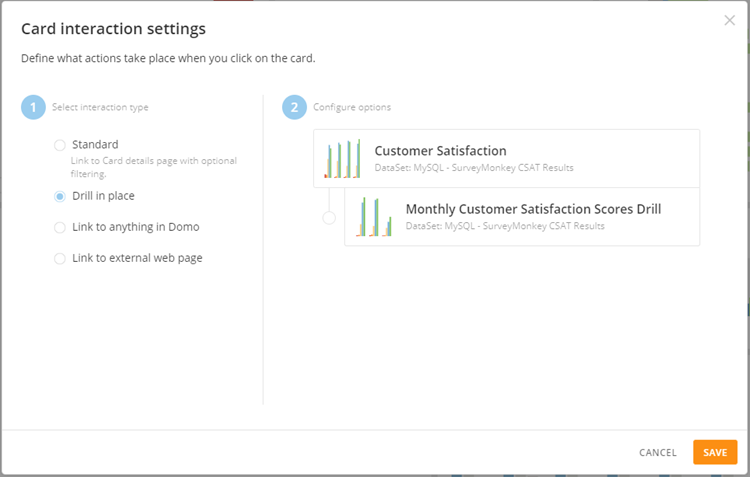 Card interaction settings
Define what actions take place when you click on the card.
1 Select interaction type
Standard
Link to Card details page with optional
filtering.
Drill in place
Link to anything in Domo
Link to external web page
2 Configure options
Customer Satisfaction
DataSet: MySQL - SurveyMonkey CSAT Results
Monthly Customer Satisfaction Scores Drill
DataSet: MySQL - SurveyMonkey CSAT Results
CANCEL SAVE